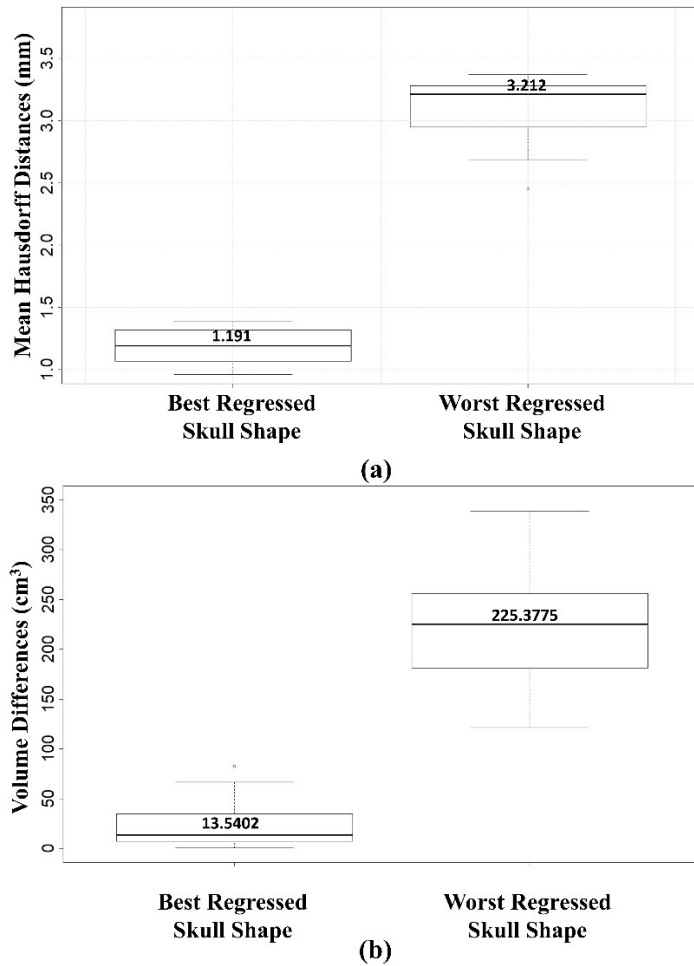 Mean Hausdorff Distances (mm)
3.5
3.0
2.5
2.0
1.5
1.0
3.212
1.191
Best Regressed
Skull Shape
Worst Regressed
Skull Shape
(a)
Volume Differences (cm³)
350
300
250
200
150
100
50
0
225.3775
13.5402
Best Regressed
Skull Shape
Worst Regressed
Skull Shape
(b)